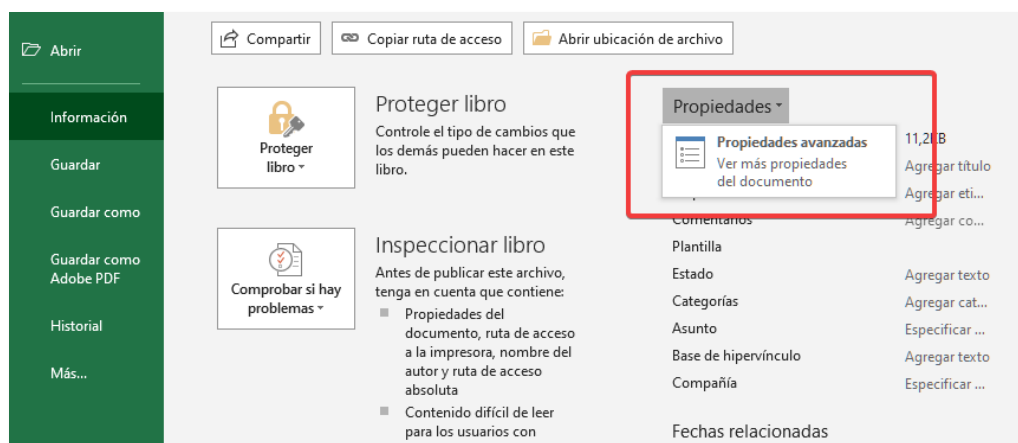 Abrir
Información
Guardar
Guardar como
Guardar como
Adobe PDF
Historial
Más...
Compartir
Copiar ruta de acceso
Abrir ubicación de archivo
Proteger
libro
Proteger libro
Controle el tipo de cambios que
los demás pueden hacer en este
libro.
Comprobar si hay
problemas
Inspeccionar libro
Antes de publicar este archivo,
tenga en cuenta que contiene:
Propiedades del
documento, ruta de acceso
a la impresora, nombre del
autor y ruta de acceso
absoluta
Contenido difícil de leer
para los usuarios con
Propiedades
Propiedades avanzadas
Ver más propiedades
del documento
11,2KB
Agregar título
Agregar eti...
Comentarios Agregar co...
Plantilla
Estado Agregar texto
Categorías Agregar cat...
Asunto Especificar ...
Base de hipervínculo Agregar texto
Compañía Especificar ...
Fechas relacionadas